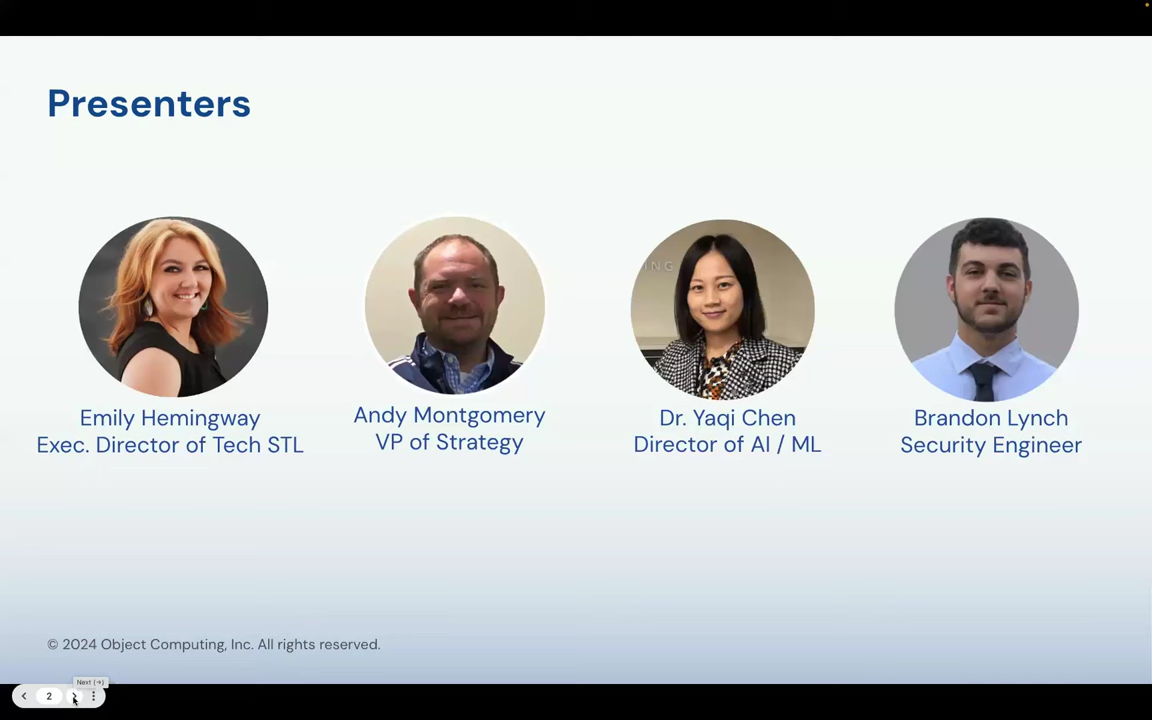 Presenters
ING
Emily Hemingway
Exec. Director of Tech STL
Andy Montgomery
VP of Strategy
Dr. Yaqi Chen
Director of AI / ML
Brandon Lynch
Security Engineer
© 2024 Object Computing, Inc. All rights reserved.
Next (→)
2